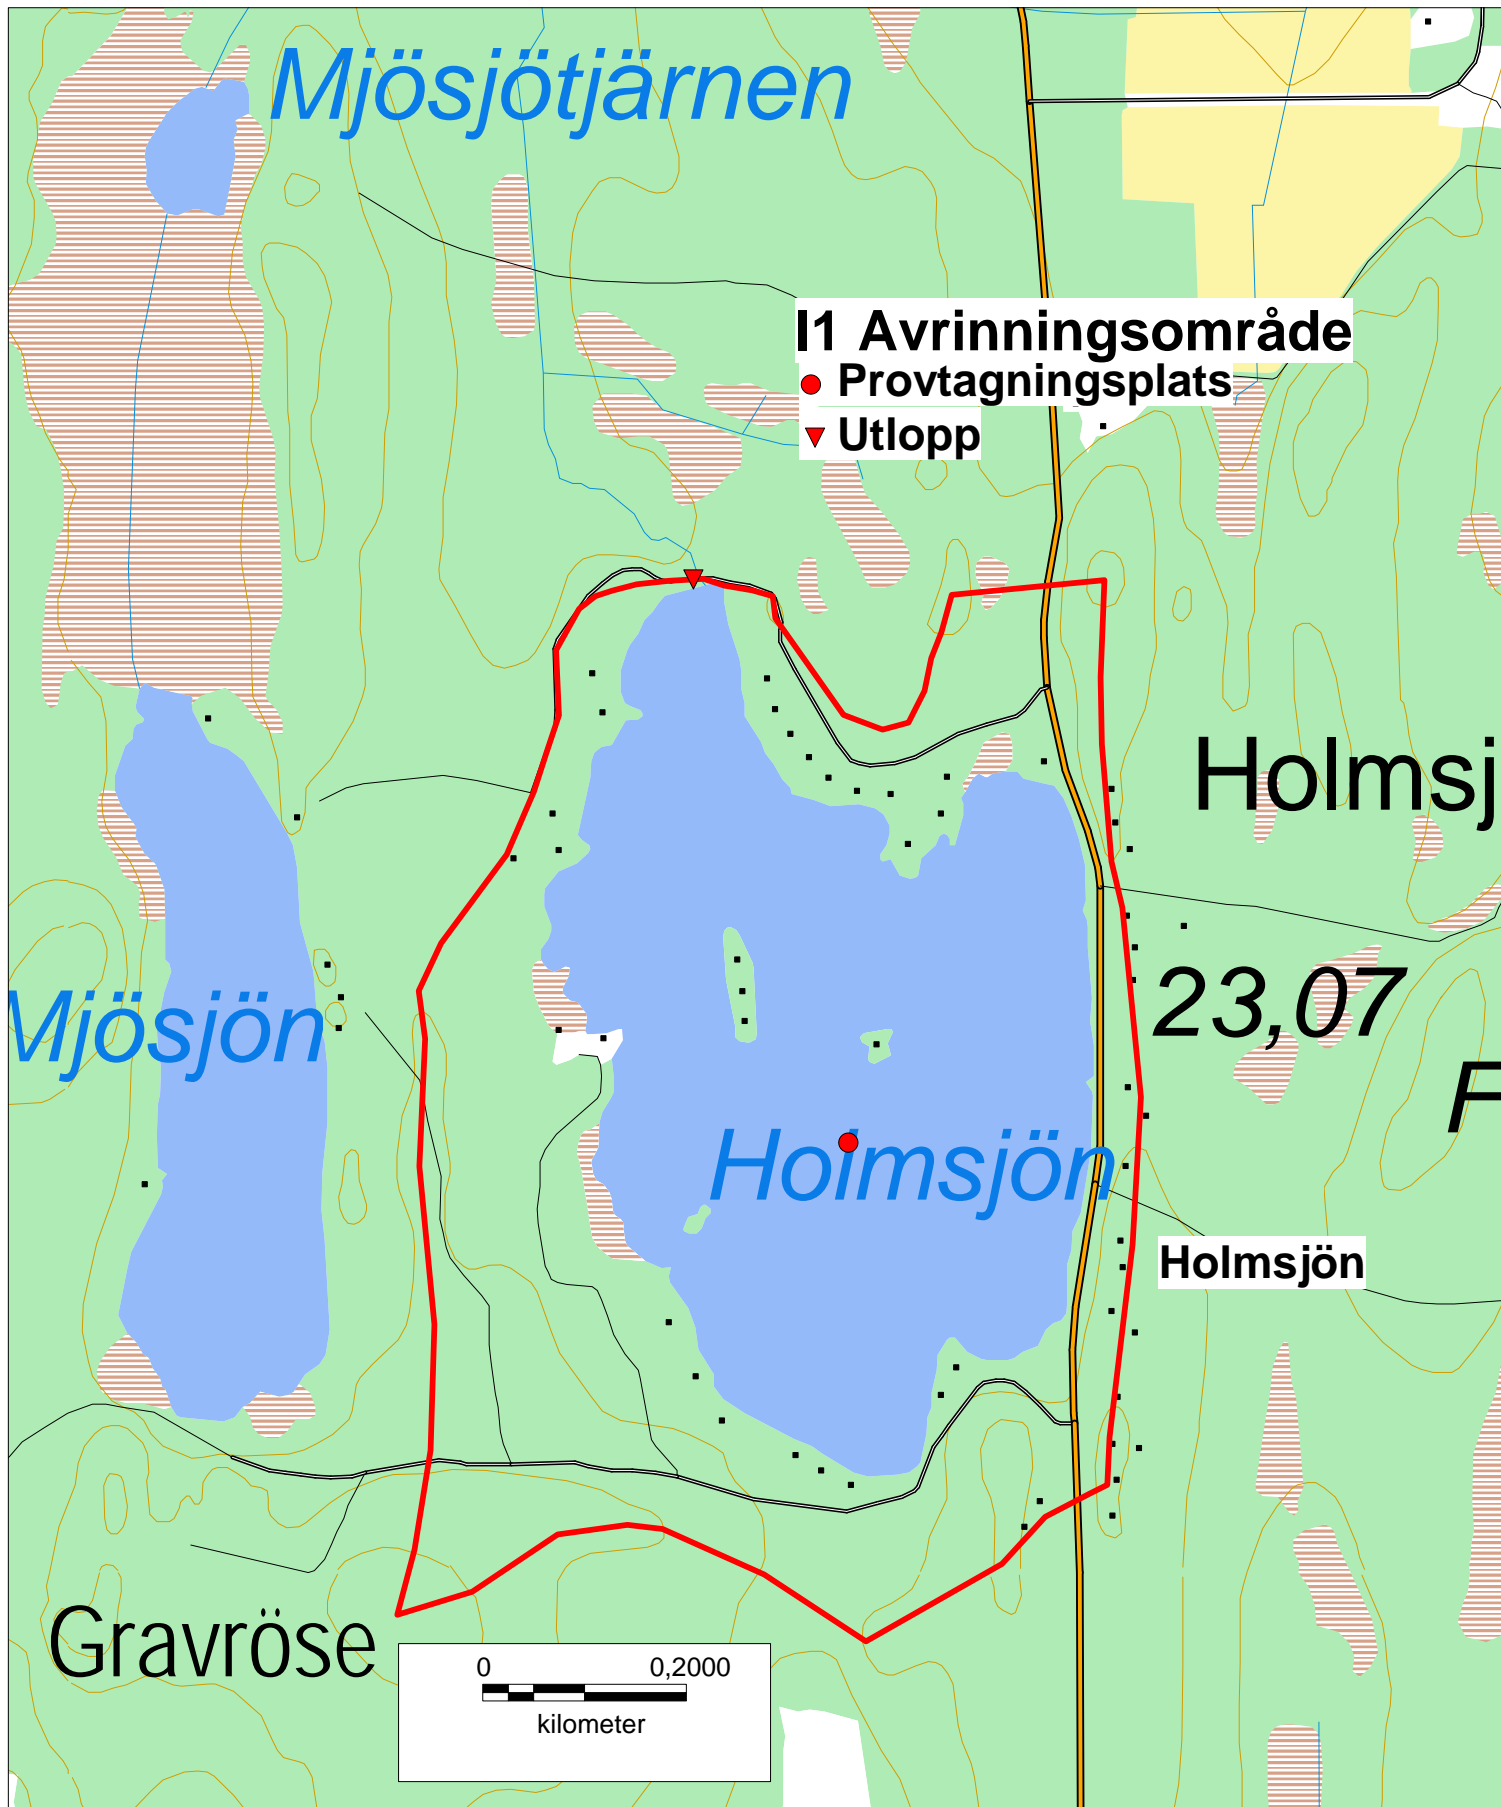 Mjösjötjärnen
I1 Avrinningsområde
Provtagningsplats
Utlopp
Holmsj
23,07
Mjösjön
F
Holmsjön
Holmsjön
Gravröse
0 0,2000
kilometer